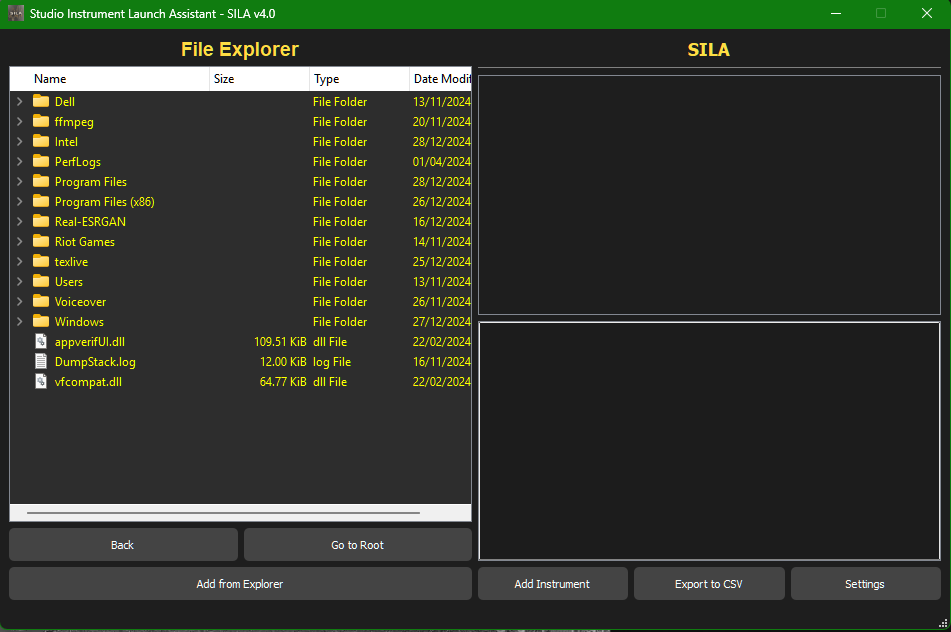 Studio Instrument Launch Assistant - SILA v4.0
File Explorer
Name Size Type Date Modif
Dell File Folder 13/11/2024
ffmpeg File Folder 20/11/2024
Intel File Folder 28/12/2024
PerfLogs File Folder 01/04/2024
Program Files File Folder 28/12/2024
Program Files (x86) File Folder 26/12/2024
Real-ESRGAN File Folder 16/12/2024
Riot Games File Folder 14/11/2024
texlive File Folder 25/12/2024
Users File Folder 13/11/2024
Voiceover File Folder 26/11/2024
Windows File Folder 27/12/2024
appverifUI.dll 109.51 KiB dll File 22/02/2024
DumpStack.log 12.00 KiB log File 16/11/2024
vfcompat.dll 64.77 KiB dll File 22/02/2024
Back Go to Root
Add from Explorer
SILA
Add Instrument Export to CSV Settings